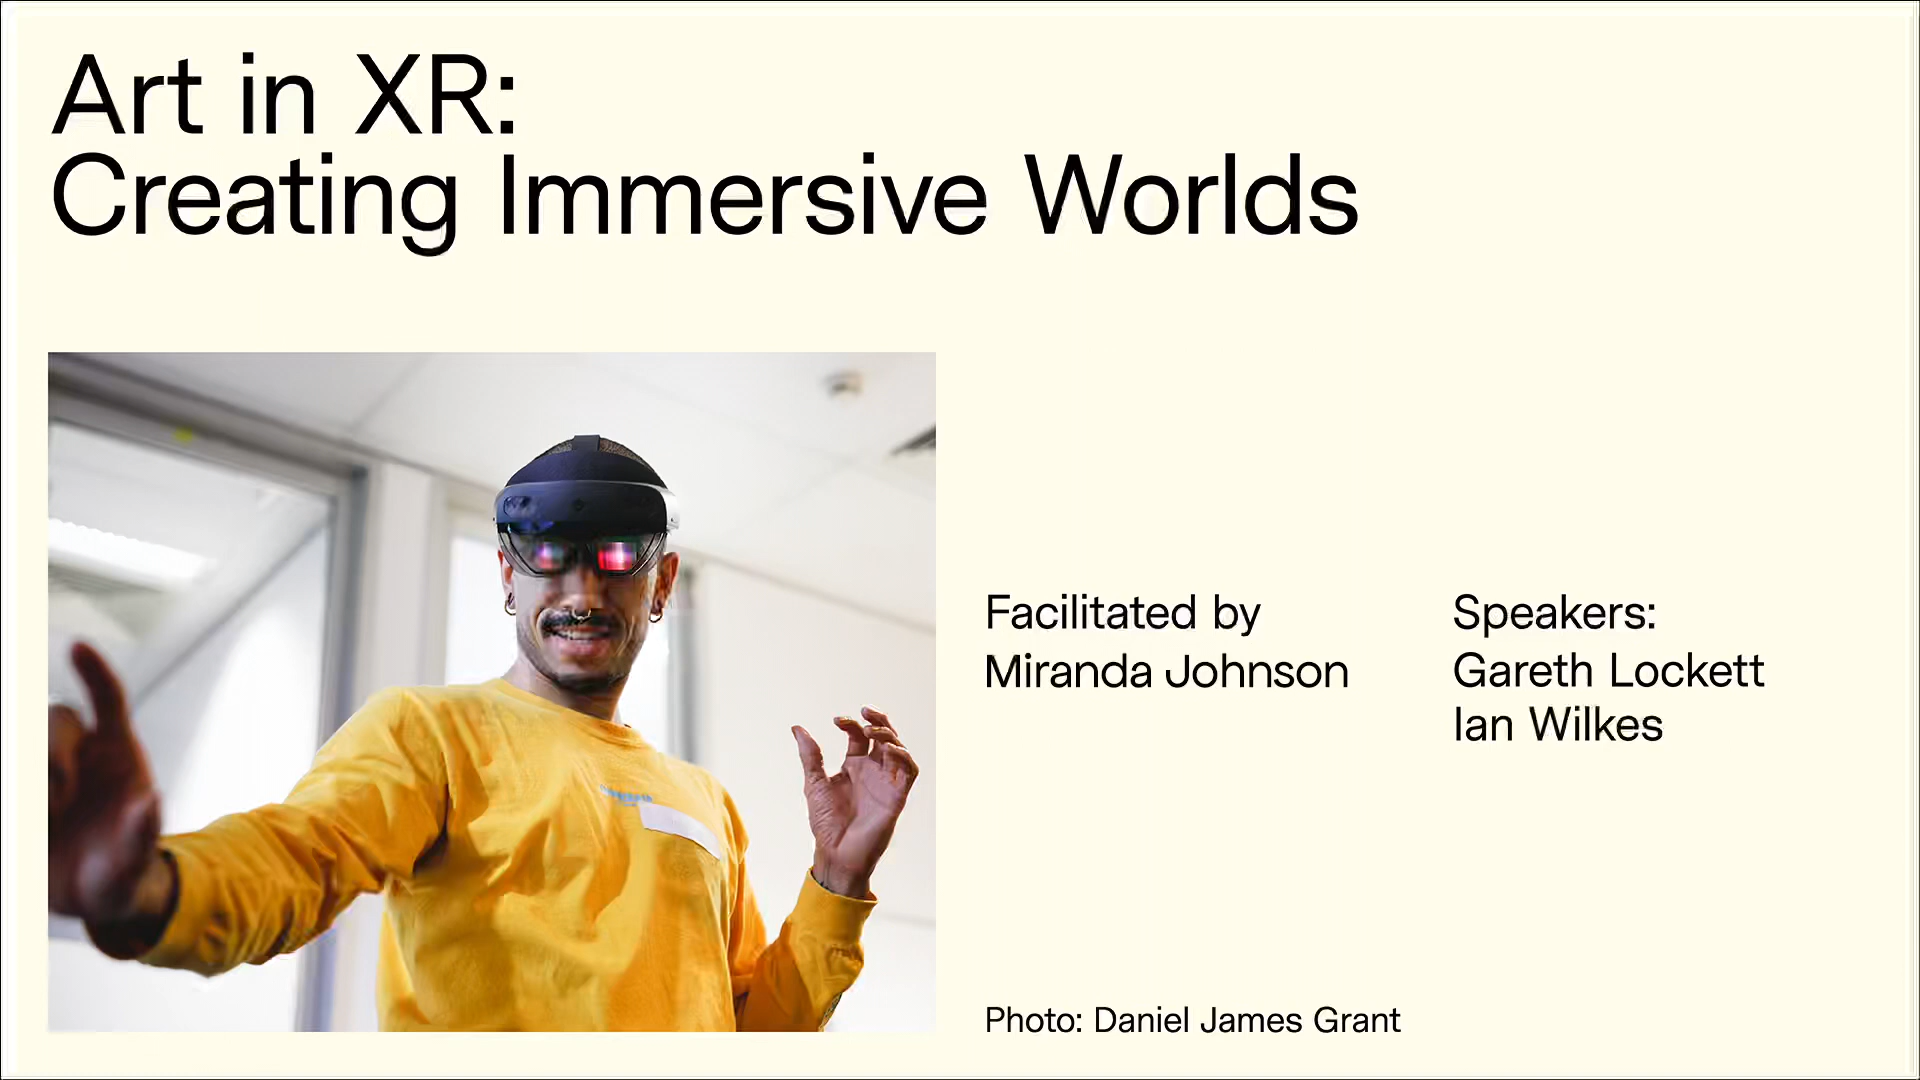 Art in XR:
Creating Immersive Worlds
Facilitated by
Miranda Johnson
Speakers:
Gareth Lockett
Ian Wilkes
Photo: Daniel James Grant